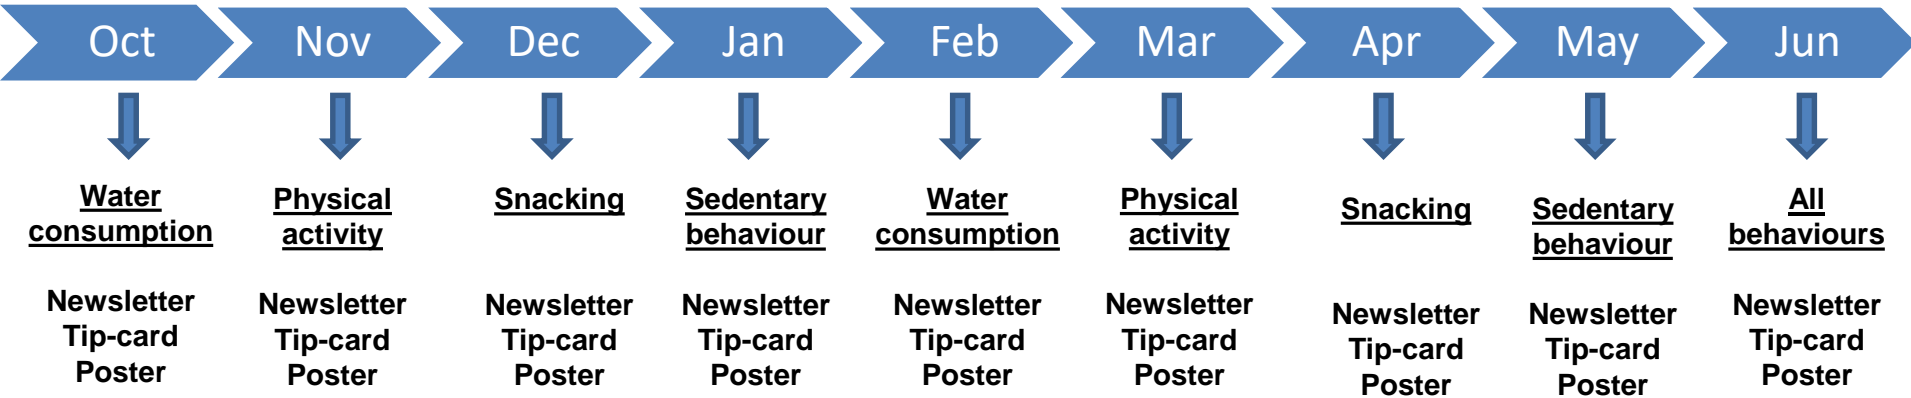 Oct Nov Dec Jan Feb Mar Apr May Jun
Water
consumption
Newsletter
Tip-card
Poster
Physical
activity
Newsletter
Tip-card
Poster
Snacking
Newsletter
Tip-card
Poster
Sedentary
behaviour
Newsletter
Tip-card
Poster
Water
consumption
Newsletter
Tip-card
Poster
Physical
activity
Newsletter
Tip-card
Poster
Snacking
Newsletter
Tip-card
Poster
Sedentary
behaviour
Newsletter
Tip-card
Poster
All
behaviours
Newsletter
Tip-card
Poster